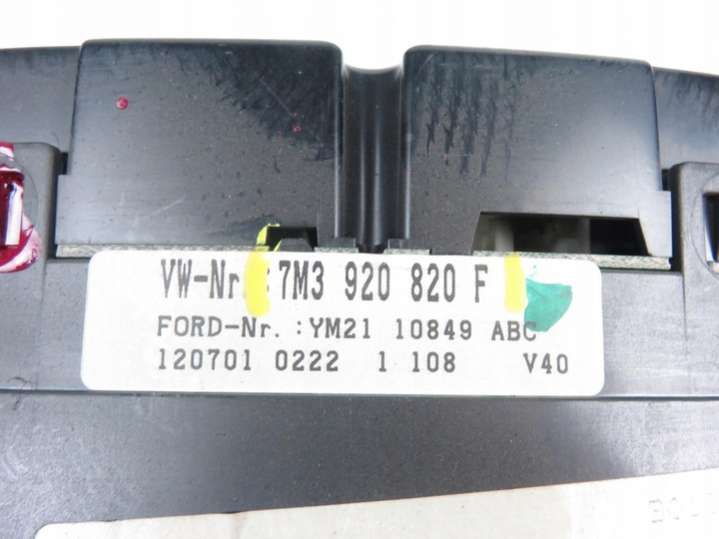 VW-Nr.:7M3 920 820 F
FORD-Nr.:YM21 10849 ABC
120701 0222 1 108 V40